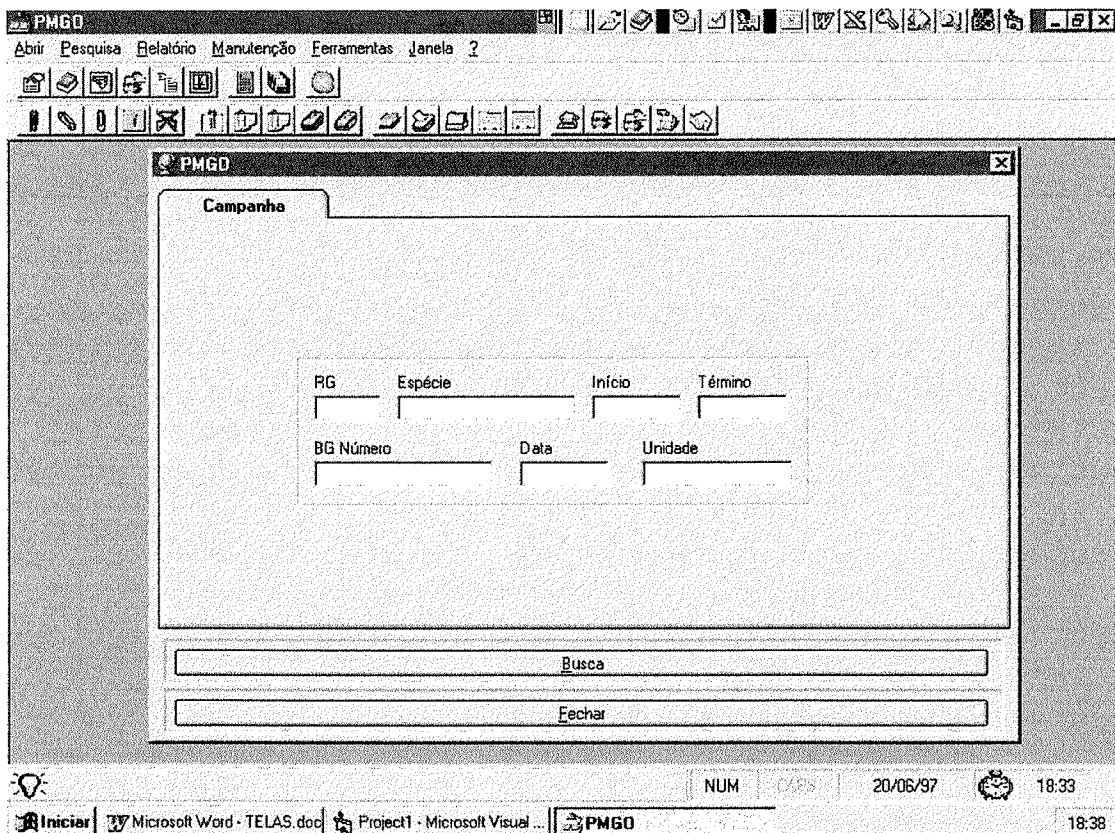 PMGO
Abrir Pesquisa Relatório Manutenção Ferramentas Janela ?
PMGO
Campanha
RG Espécie Início Término
BG Número Data Unidade
Busca
Fechar
NUM CAPS 20/06/97 18:33
Iniciar Microsoft Word - TELAS.doc Project1 - Microsoft Visual ... PMGO 18:38